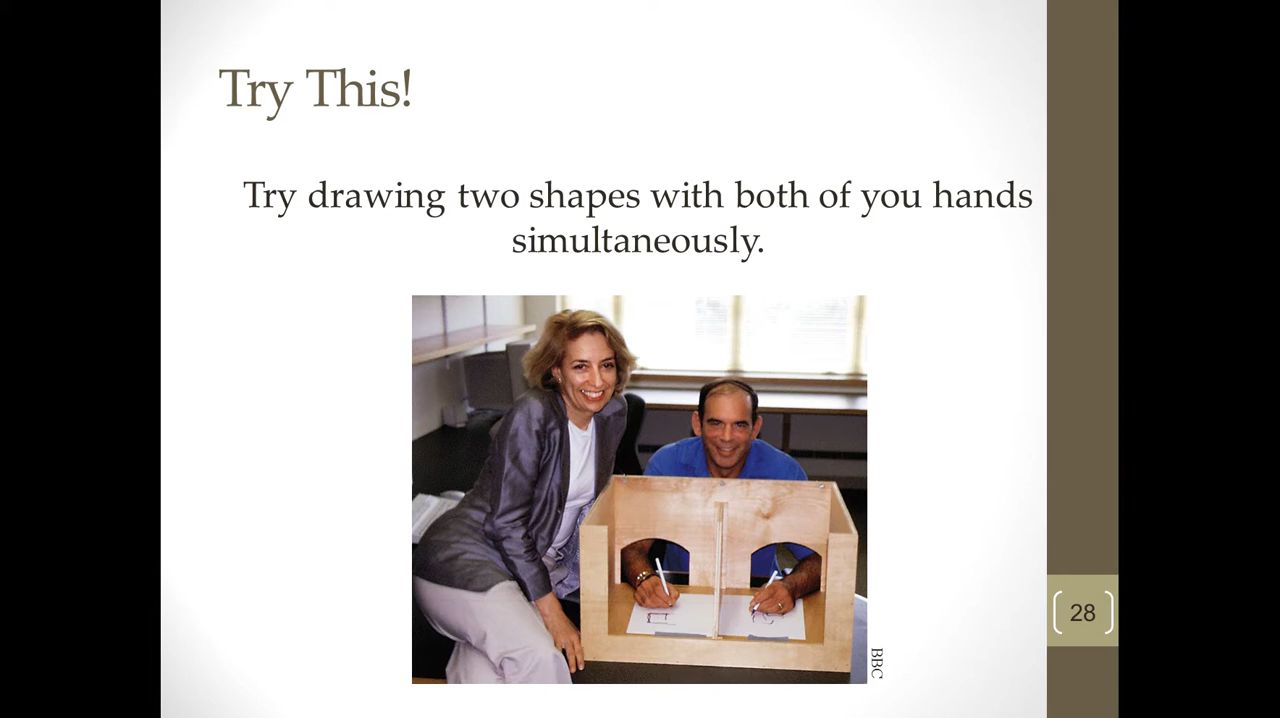 Try This!
Try drawing two shapes with both of you hands
simultaneously.
BBC
28